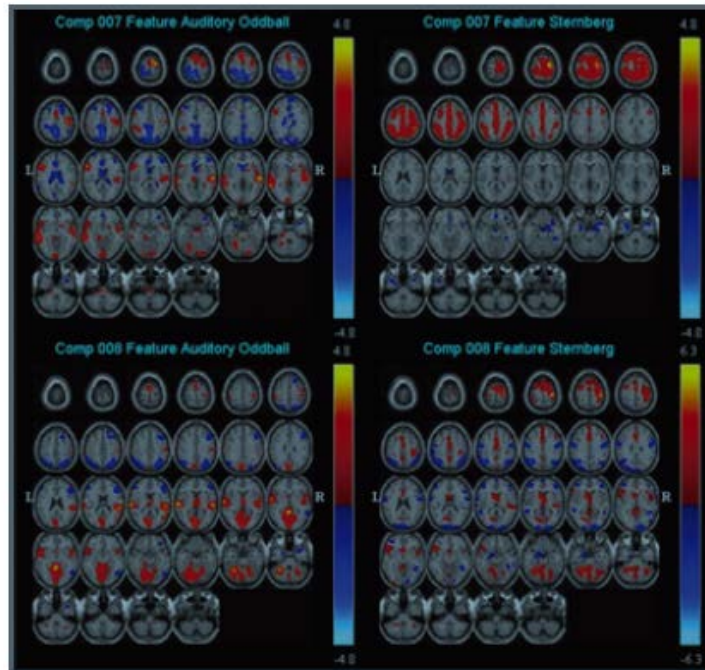 Comp 007 Feature Auditory Oddball
4.8
Comp 007 Feature Sternberg
4.8
L
R
L
R
-4.8
-4.8
Comp 008 Feature Auditory Oddball
4.8
Comp 008 Feature Sternberg
6.3
L
R
L
R
-4.8
-6.3